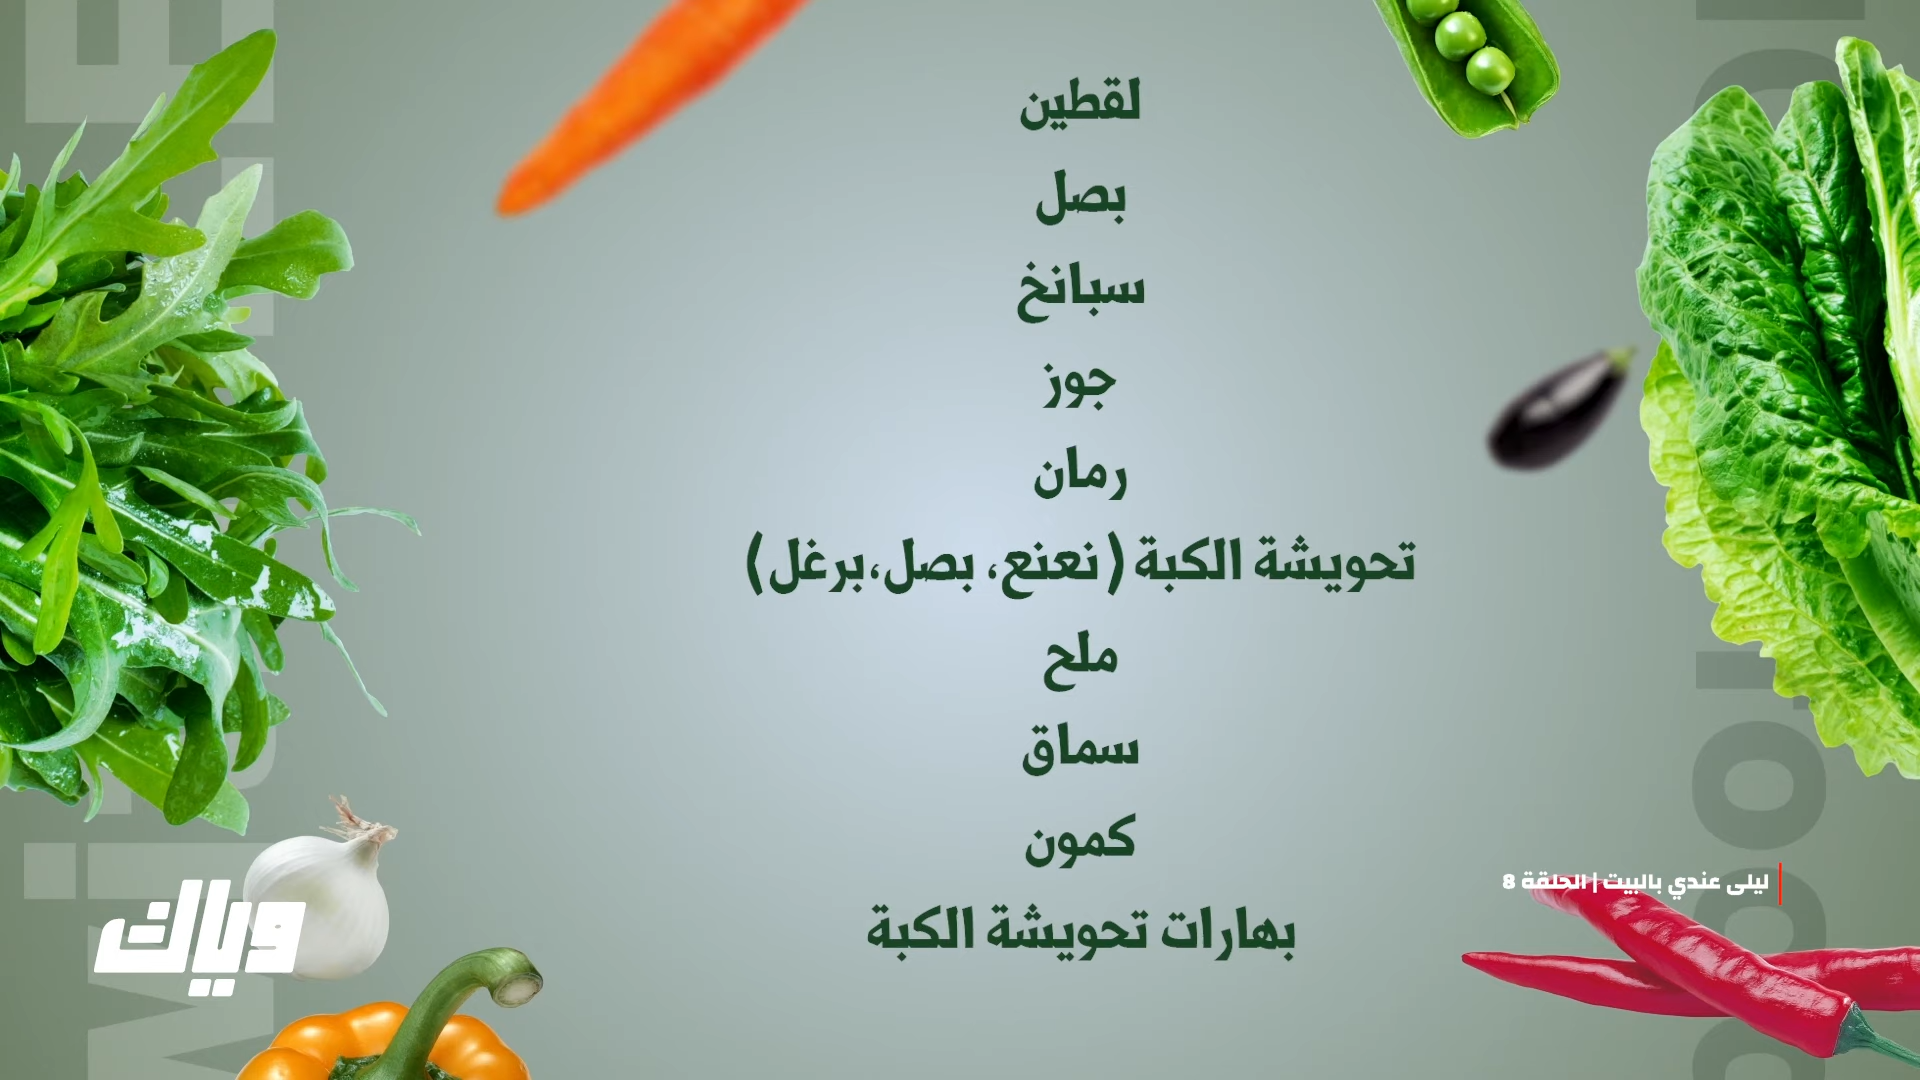 لقطين
بصل
سبانخ
جوز
رمان
تحويشة الكبة (نعنع، بصل،برغل)
ملح
سماق
كمون
بهارات تحويشة الكبة
ليلى عندي بالبيت | الحلقة 8
وياك